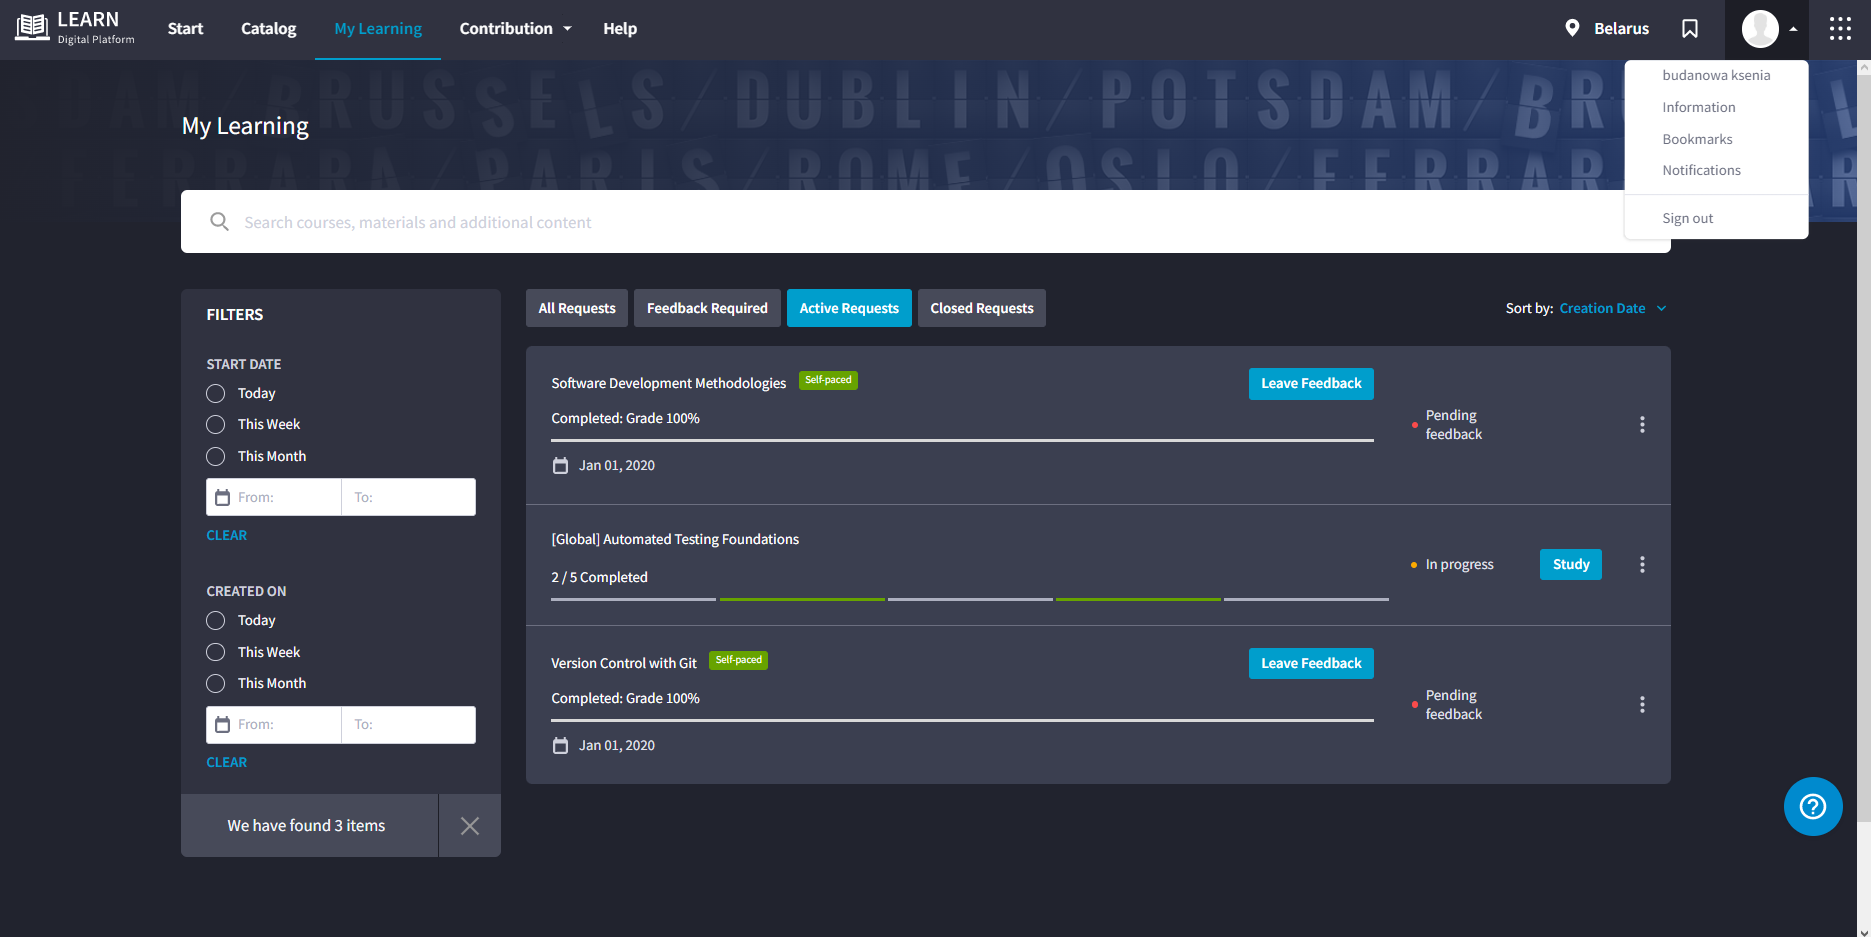 LEARN
Digital Platform
Start
Catalog
My Learning
Contribution
Help
Belarus
budanowa ksenia
Information
Bookmarks
Notifications
Sign out
DAM/BRUSSELS/DUBLIN/POTSDAM/BR
My Learning
FERRARA/PARIS/ROME/OSLO/FERRAR
Search courses, materials and additional content
FILTERS
START DATE
Today
This Week
This Month
From:
To:
CLEAR
CREATED ON
Today
This Week
This Month
From:
To:
CLEAR
We have found 3 items
All Requests
Feedback Required
Active Requests
Closed Requests
Sort by: Creation Date
Software Development Methodologies
Self-paced
Leave Feedback
Completed: Grade 100%
Pending
feedback
Jan 01, 2020
[Global] Automated Testing Foundations
2 / 5 Completed
In progress
Study
Version Control with Git
Self-paced
Leave Feedback
Completed: Grade 100%
Pending
feedback
Jan 01, 2020